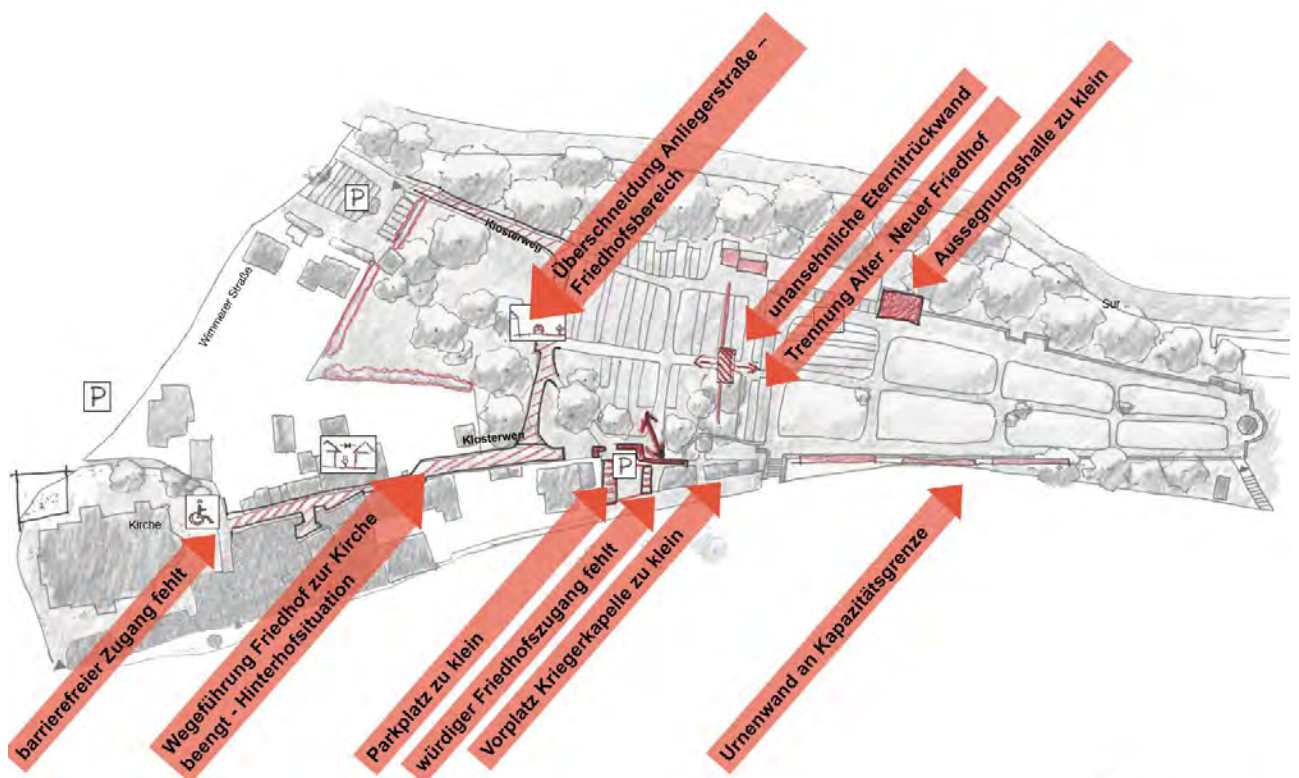 Überschneidung Anliegerstraße –
Friedhofsbereich
unansehnliche Eternitrückwand
Trennung Alter . Neuer Friedhof
Aussegnungshalle zu klein
P
Klosterweg
Wimmerer Straße
Sur
P
Klosterweg
P
Kirche
barrierefreier Zugang fehlt
Wegeführung Friedhof zur Kirche
beengt - Hinterhofsituation
Parkplatz zu klein
würdiger Friedhofszugang fehlt
Vorplatz Kriegerkapelle zu klein
Urnenwand an Kapazitätsgrenze